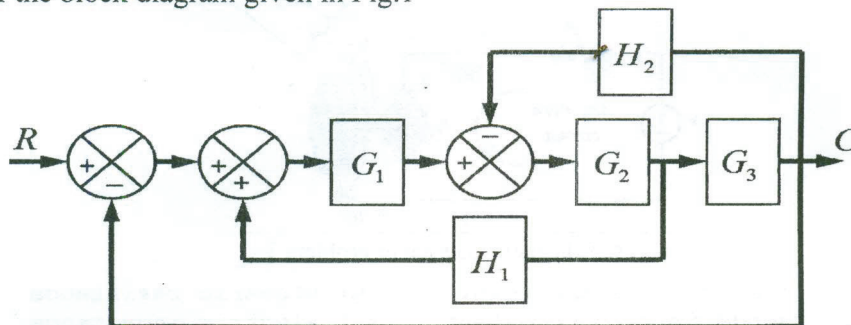 the block diagram given in Fig.
H₂
R
+
−
+
+
G₁
+
−
G₂
G₃
C
H₁